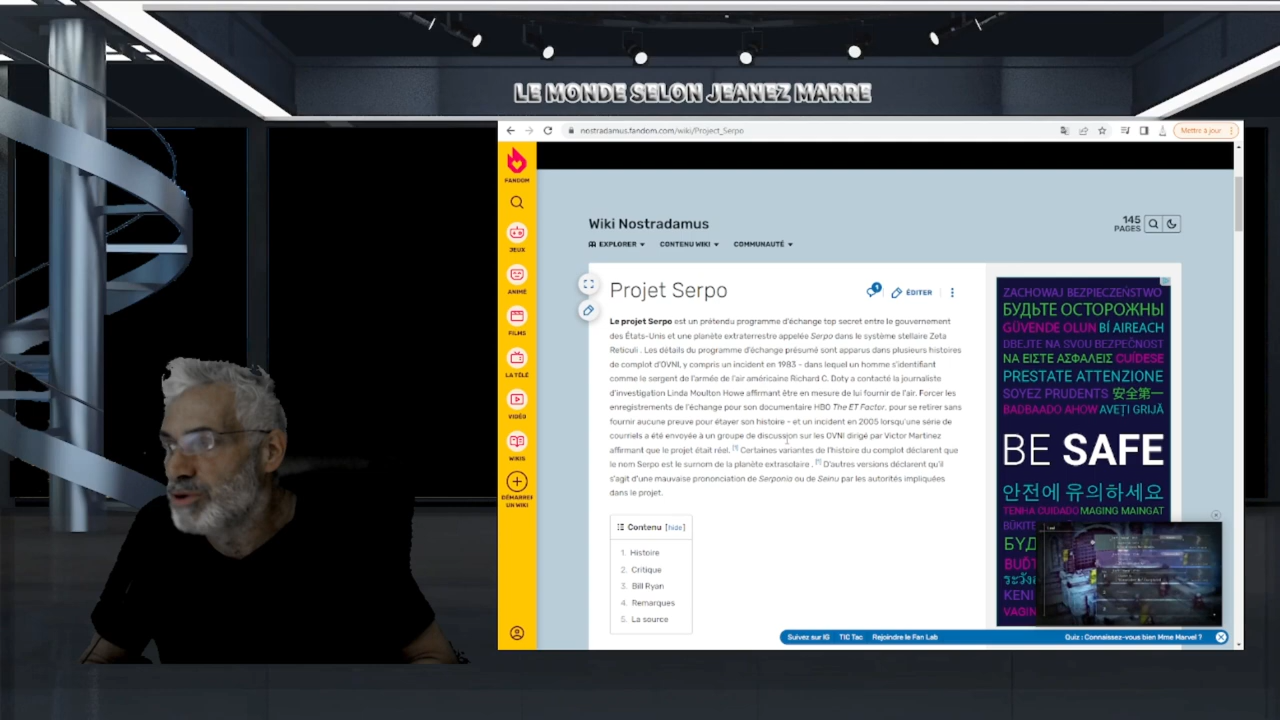 LE MONDE SELON JEANEZ MARRE
nostradamus.fandom.com/wiki/Project_Serpo
Mettre à jour
FANDOM
JEUX
ANIMÉ
FILMS
LA TÉLÉ
VIDÉO
WIKIS
DÉMARRER
UN WIKI
Wiki Nostradamus
145
PAGES
EXPLORER
CONTENU WIKI
COMMUNAUTÉ
Projet Serpo
1
ÉDITER
Le projet Serpo est un prétendu programme d'échange top secret entre le gouvernement
des États-Unis et une planète extraterrestre appelée Serpo dans le système stellaire Zeta
Reticuli . Les détails du programme d'échange présumé sont apparus dans plusieurs histoires
de complot d'OVNI, y compris un incident en 1983 - dans lequel un homme s'identifiant
comme le sergent de l'armée de l'air américaine Richard C. Doty a contacté la journaliste
d'investigation Linda Moulton Howe affirmant être en mesure de lui fournir de l'air. Forcer les
enregistrements de l'échange pour son documentaire HBO The ET Factor, pour se retirer sans
fournir aucune preuve pour étayer son histoire - et un incident en 2005 lorsqu'une série de
courriels a été envoyée à un groupe de discussion sur les OVNI dirigé par Victor Martinez
affirmant que le projet était réel. Certaines variantes de l'histoire du complot déclarent que
le nom Serpo est le surnom de la planète extrasolaire . D'autres versions déclarent qu'il
s'agit d'une mauvaise prononciation de Serponia ou de Seinu par les autorités impliquées
dans le projet.
Contenu [hide]
1. Histoire
2. Critique
3. Bill Ryan
4. Remarques
5. La source
ZACHOWAJ BEZPIECZEŃSTWO
БУДЬТЕ ОСТОРОЖНЫ
GÜVENDE OLUN BÍ AIREACH
DBEJTE NA SVOU BEZPEČNOST
ΝΑ ΕΙΣΤΕ ΑΣΦΑΛΕΙΣ CUÍDESE
PRESTATE ATTENZIONE
SOYEZ PRUDENTS 安全第一
BADBAADO AHOW AVEȚI GRIJĂ
BE SAFE
안전에 유의하세요
TENHA CUIDADO MAGING MAINGAT
Suivez sur IG
TIC Tac
Rejoindre le Fan Lab
Quiz : Connaissez-vous bien Mme Marvel ?